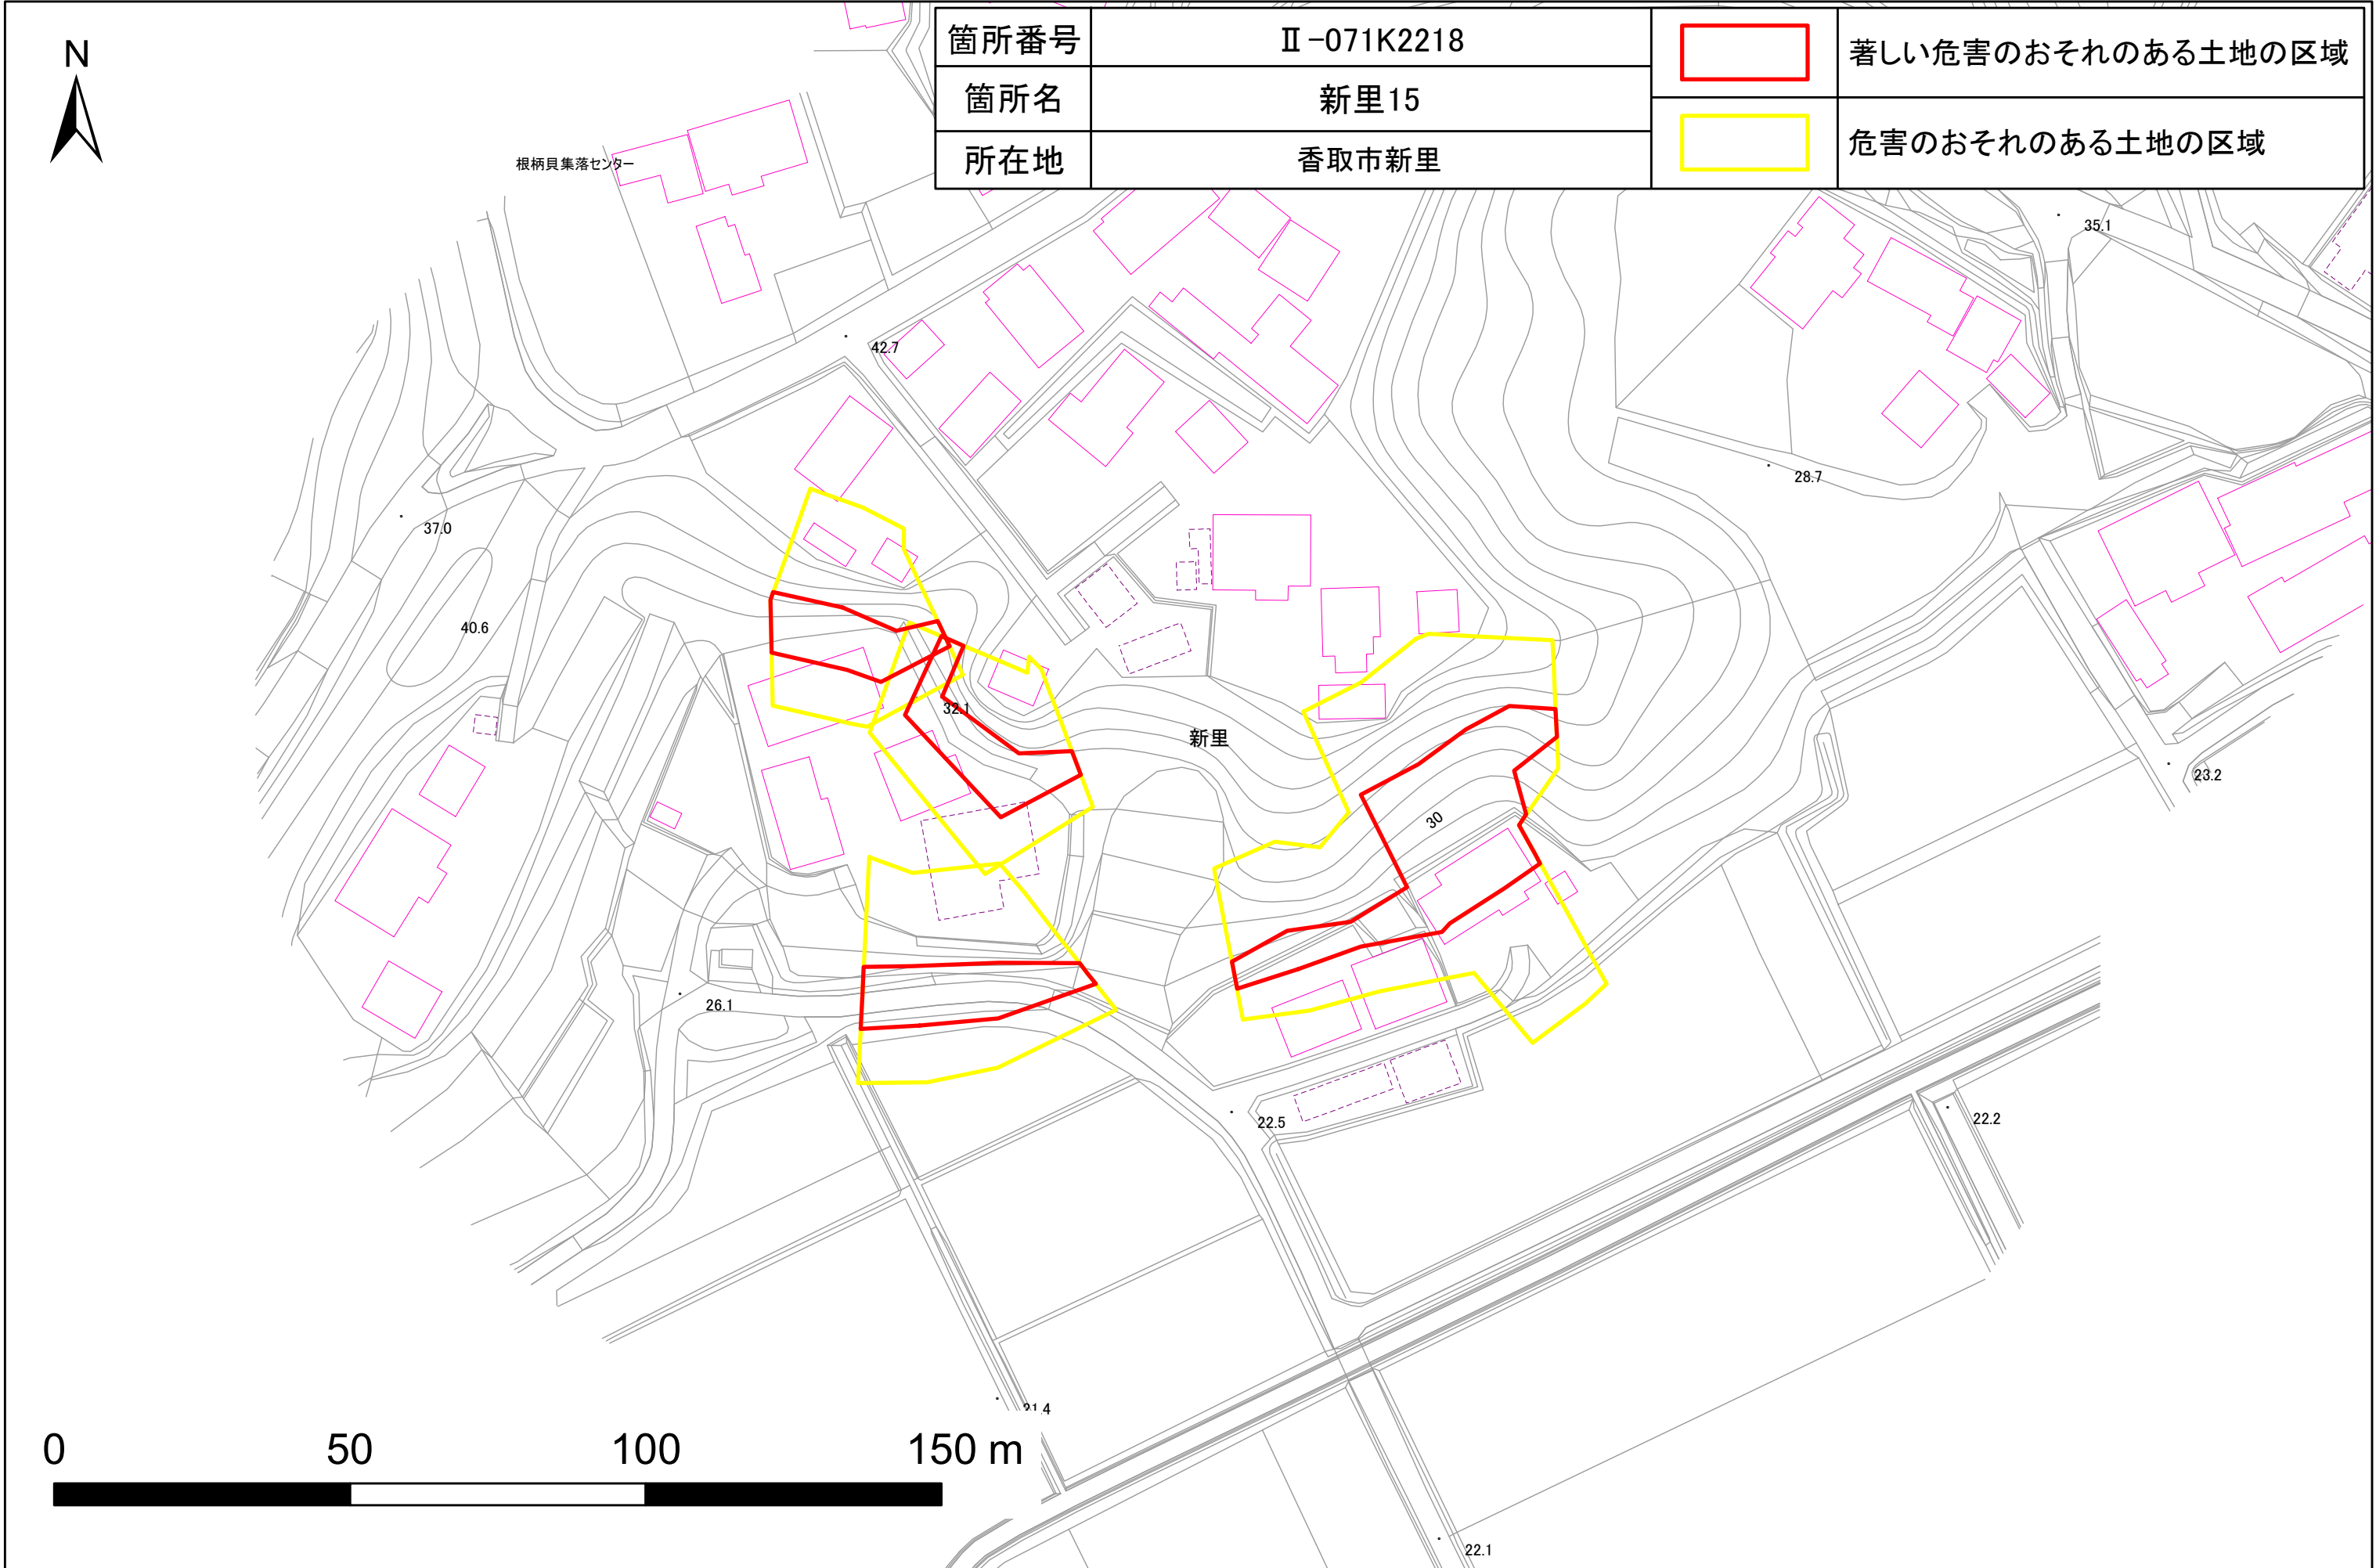 N
箇所番号 Ⅱ-071K2218
箇所名 新里15
所在地 香取市新里
著しい危害のおそれのある土地の区域
危害のおそれのある土地の区域
根柄貝集落センター
35.1
42.7
28.7
37.0
40.6
32.1
新里
23.2
30
26.1
22.5
22.2
21.4
22.1
0 50 100 150 m